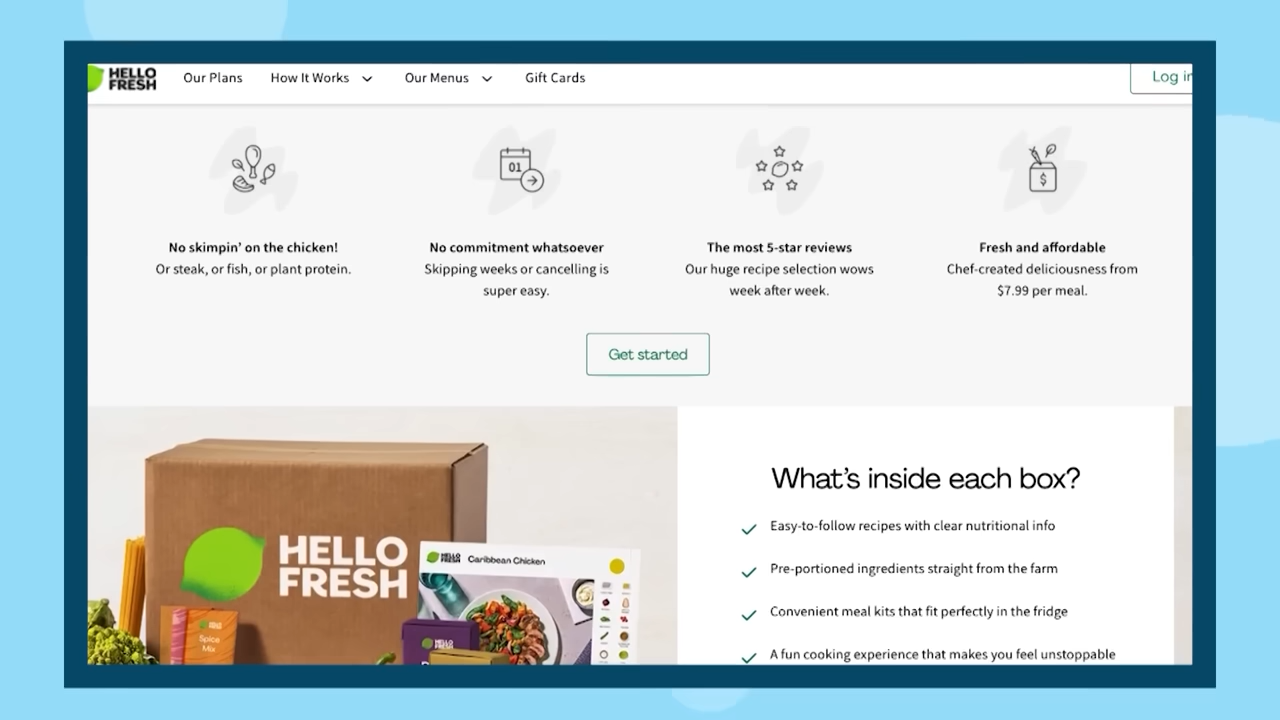 HELLO
FRESH
Our Plans
How It Works
Our Menus
Gift Cards
Log in
01
$
No skimpin’ on the chicken!
Or steak, or fish, or plant protein.
No commitment whatsoever
Skipping weeks or cancelling is
super easy.
The most 5-star reviews
Our huge recipe selection wows
week after week.
Fresh and affordable
Chef-created deliciousness from
$7.99 per meal.
Get started
HELLO
FRESH
HELLO
FRESH
Caribbean Chicken
Spice
Mix
HELLO
FRESH
What’s inside each box?
Easy-to-follow recipes with clear nutritional info
Pre-portioned ingredients straight from the farm
Convenient meal kits that fit perfectly in the fridge
A fun cooking experience that makes you feel unstoppable